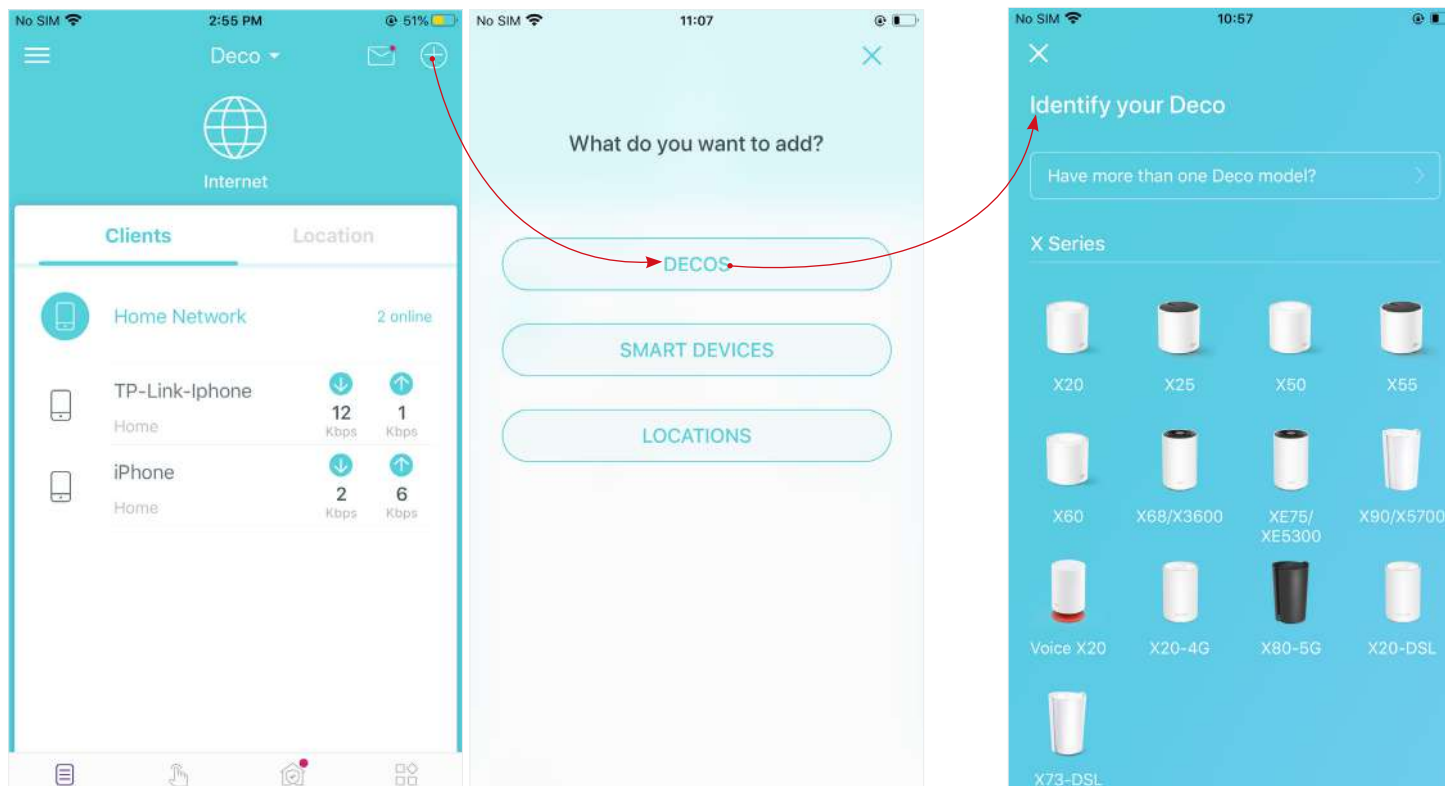 No SIM
2:55 PM
51%
Deco
Internet
Clients
Location
Home Network
2 online
TP-Link-Iphone
Home
12
Kbps
1
Kbps
iPhone
Home
2
Kbps
6
Kbps
No SIM
11:07
What do you want to add?
DECOS
SMART DEVICES
LOCATIONS
No SIM
10:57
Identify your Deco
Have more than one Deco model?
X Series
X20
X25
X50
X55
X60
X68/X3600
XE75/
XE5300
X90/X5700
Voice X20
X20-4G
X80-5G
X20-DSL
X73-DSL